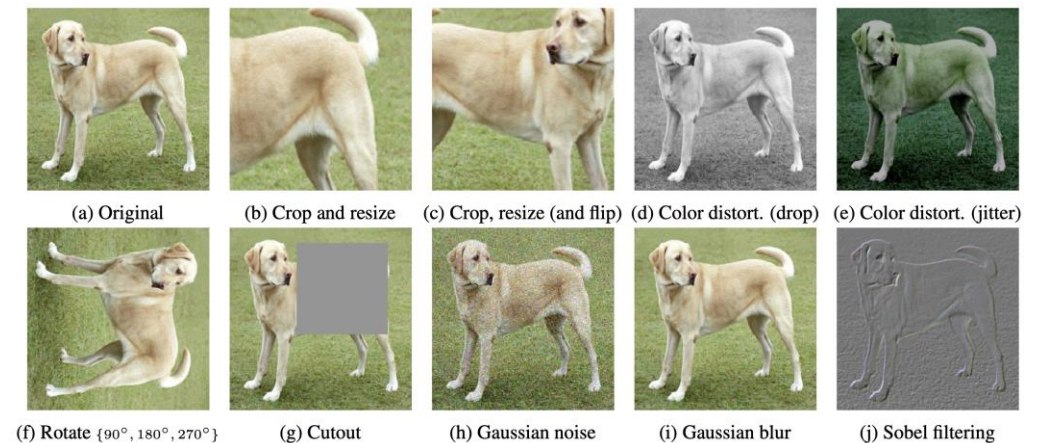 (a) Original
(b) Crop and resize
(c) Crop, resize (and flip)
(d) Color distort. (drop)
(e) Color distort. (jitter)
(f) Rotate {90°, 180°, 270°}
(g) Cutout
(h) Gaussian noise
(i) Gaussian blur
(j) Sobel filtering